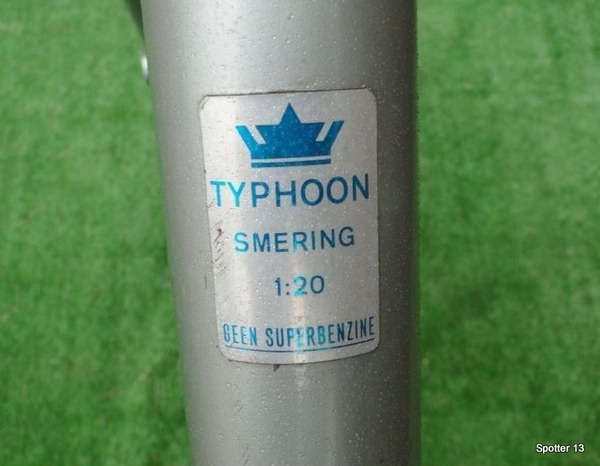 TYPHOON
SMERING
1:20
GEEN SUPERBENZINE
Spotter 13